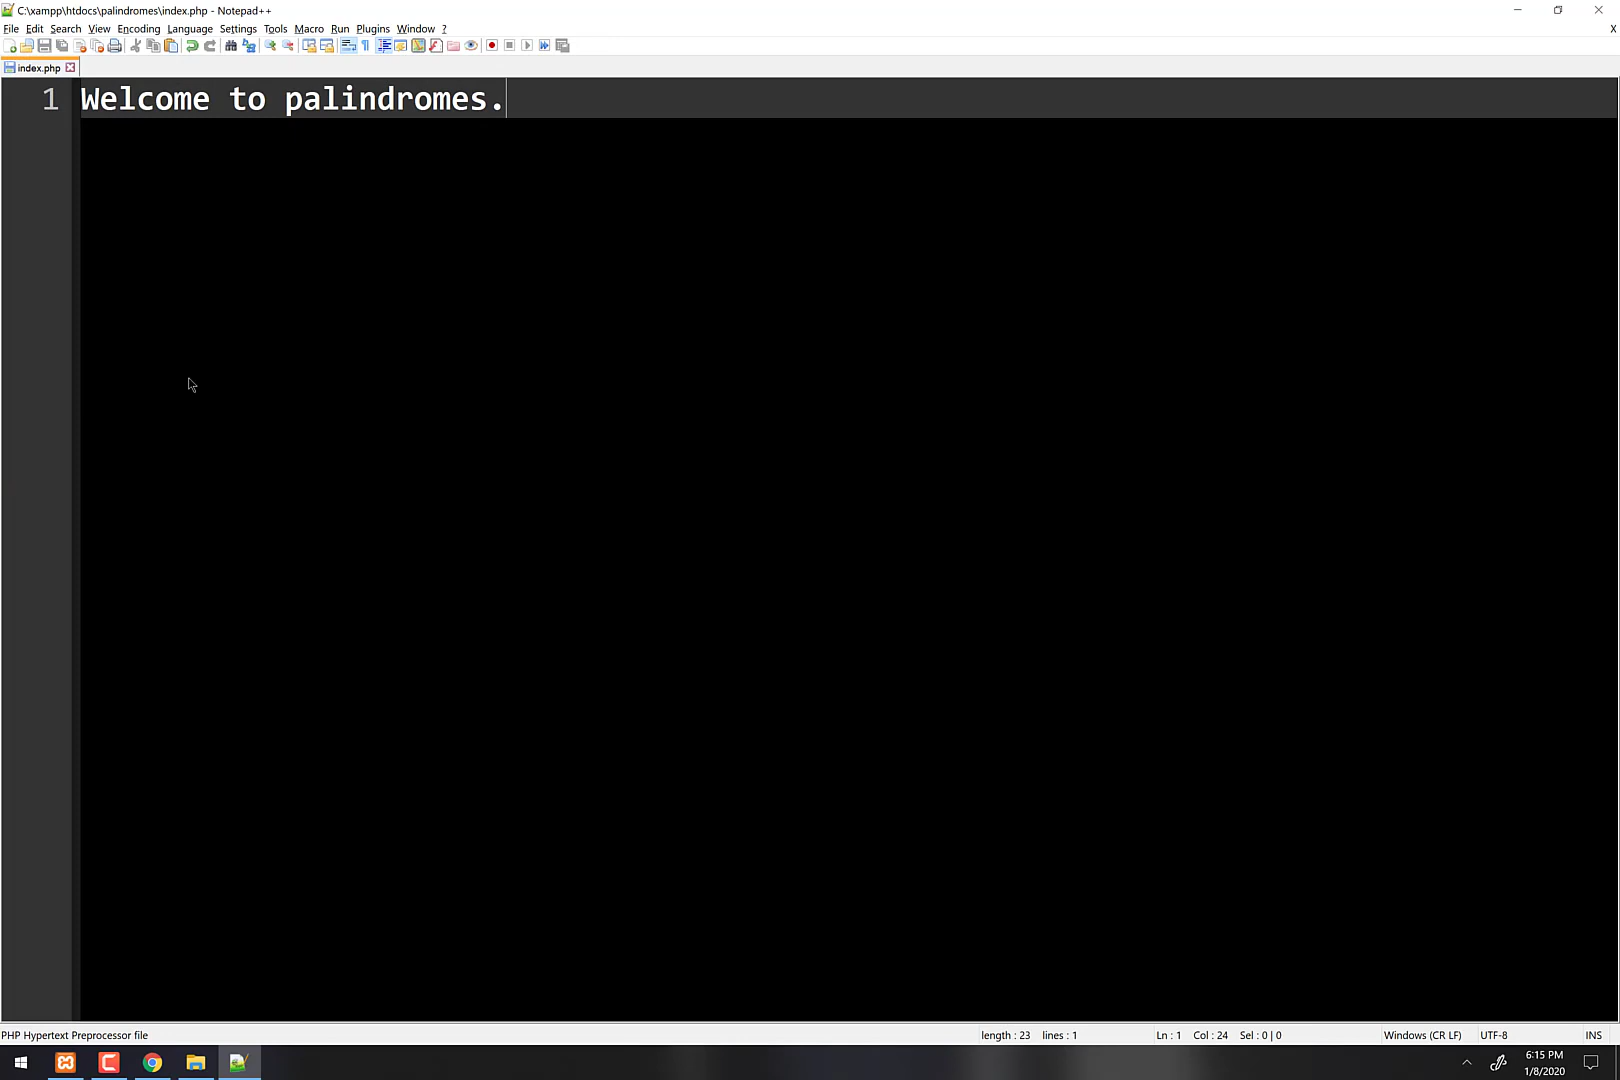 C:\xampp\htdocs\palindromes\index.php - Notepad++
File Edit Search View Encoding Language Settings Tools Macro Run Plugins Window ?
X
index.php
1 Welcome to palindromes.
PHP Hypertext Preprocessor file length : 23 lines : 1 Ln : 1 Col : 24 Sel : 0 | 0 Windows (CR LF) UTF-8 INS
6:15 PM
1/8/2020